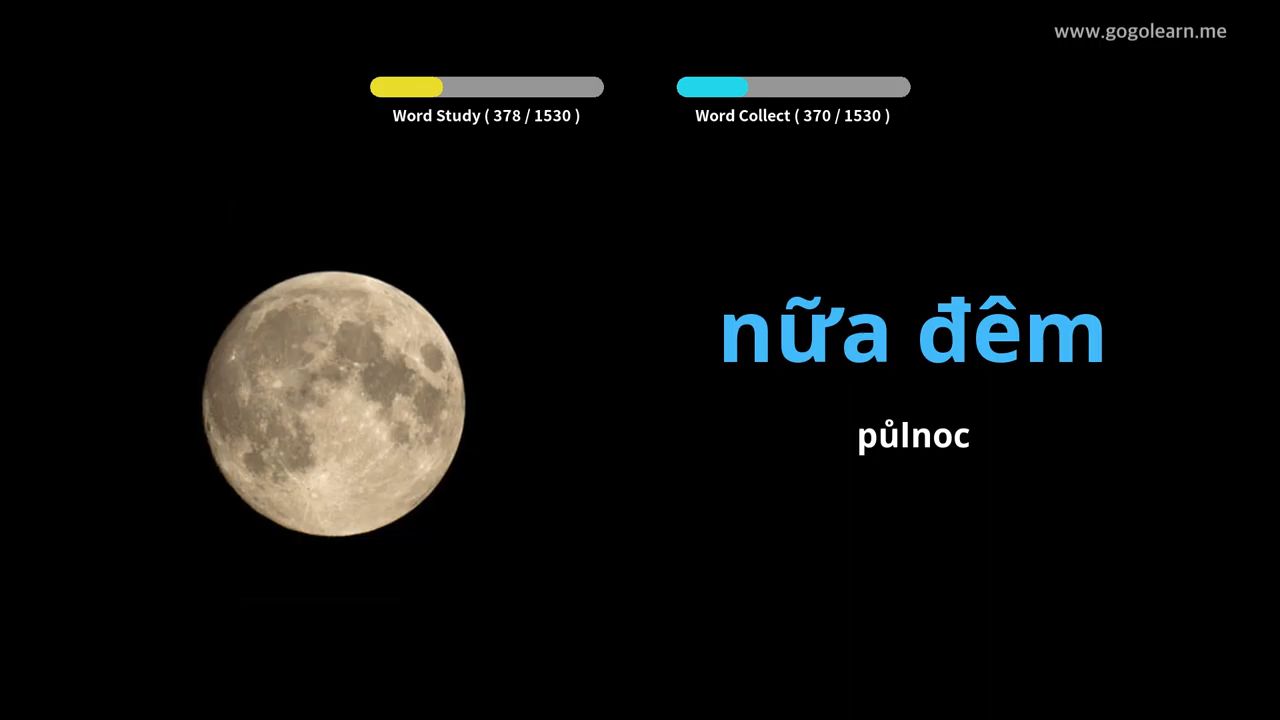 www.gogolearn.me
Word Study ( 378 / 1530 )
Word Collect ( 370 / 1530 )
nữa đêm
půlnoc